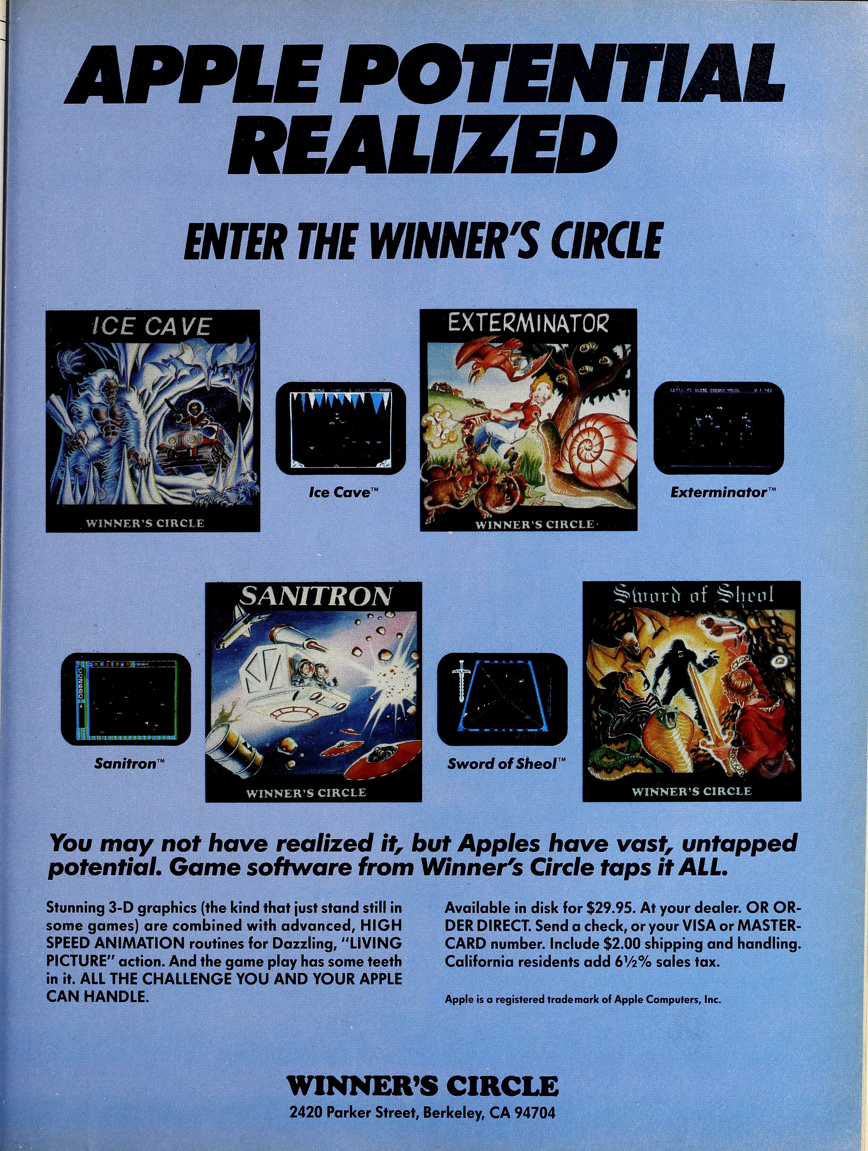 APPLE POTENTIAL
REALIZED
ENTER THE WINNER'S CIRCLE
ICE CAVE
WINNER'S CIRCLE
Ice Cave™
EXTERMINATOR
WINNER'S CIRCLE
Exterminator™
Sanitron™
SANITRON
WINNER'S CIRCLE
Sword of Sheol™
Sword of Sheol
WINNER'S CIRCLE
You may not have realized it, but Apples have vast, untapped
potential. Game software from Winner's Circle taps it ALL.
Stunning 3-D graphics (the kind that just stand still in
some games) are combined with advanced, HIGH
SPEED ANIMATION routines for Dazzling, "LIVING
PICTURE" action. And the game play has some teeth
in it. ALL THE CHALLENGE YOU AND YOUR APPLE
CAN HANDLE.
Available in disk for $29.95. At your dealer. OR OR-
DER DIRECT. Send a check, or your VISA or MASTER-
CARD number. Include $2.00 shipping and handling.
California residents add 6½% sales tax.
Apple is a registered trademark of Apple Computers, Inc.
WINNER'S CIRCLE
2420 Parker Street, Berkeley, CA 94704